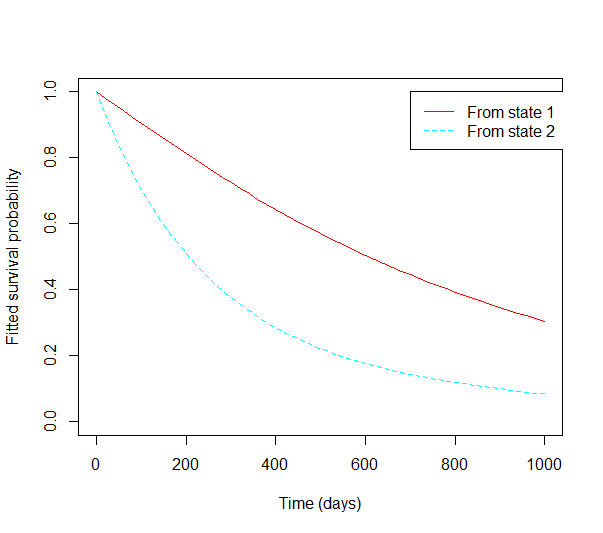 From state 1
From state 2
Fitted survival probability
1.0
0.8
0.6
0.4
0.2
0.0
0 200 400 600 800 1000
Time (days)